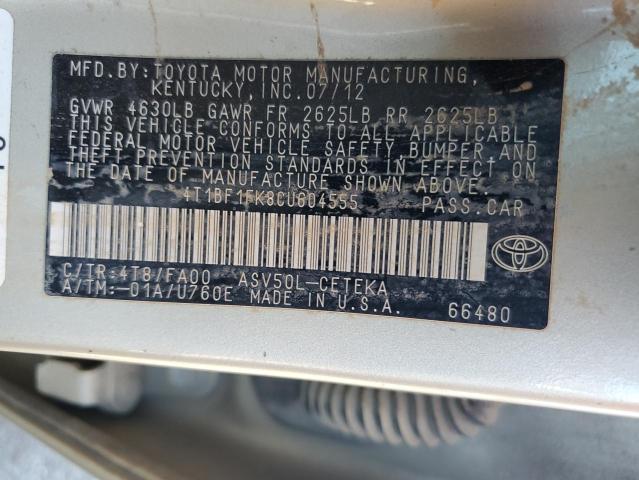 MFD.BY:TOYOTA MOTOR MANUFACTURING,
KENTUCKY,INC.07/12
GVWR 4630LB GAWR FR 2625LB RR 2625LB
THIS VEHICLE CONFORMS TO ALL APPLICABLE
FEDERAL MOTOR VEHICLE SAFETY, BUMPER AND
THEFT PREVENTION STANDARDS IN EFFECT ON
THE DATE OF MANUFACTURE SHOWN ABOVE.
4T1BF1FK8CU604555 PASS.CAR
C/TR:4T8/FA00 ASV50L-CETEKA
A/TM:-01A/U760E MADE IN U.S.A.
66480